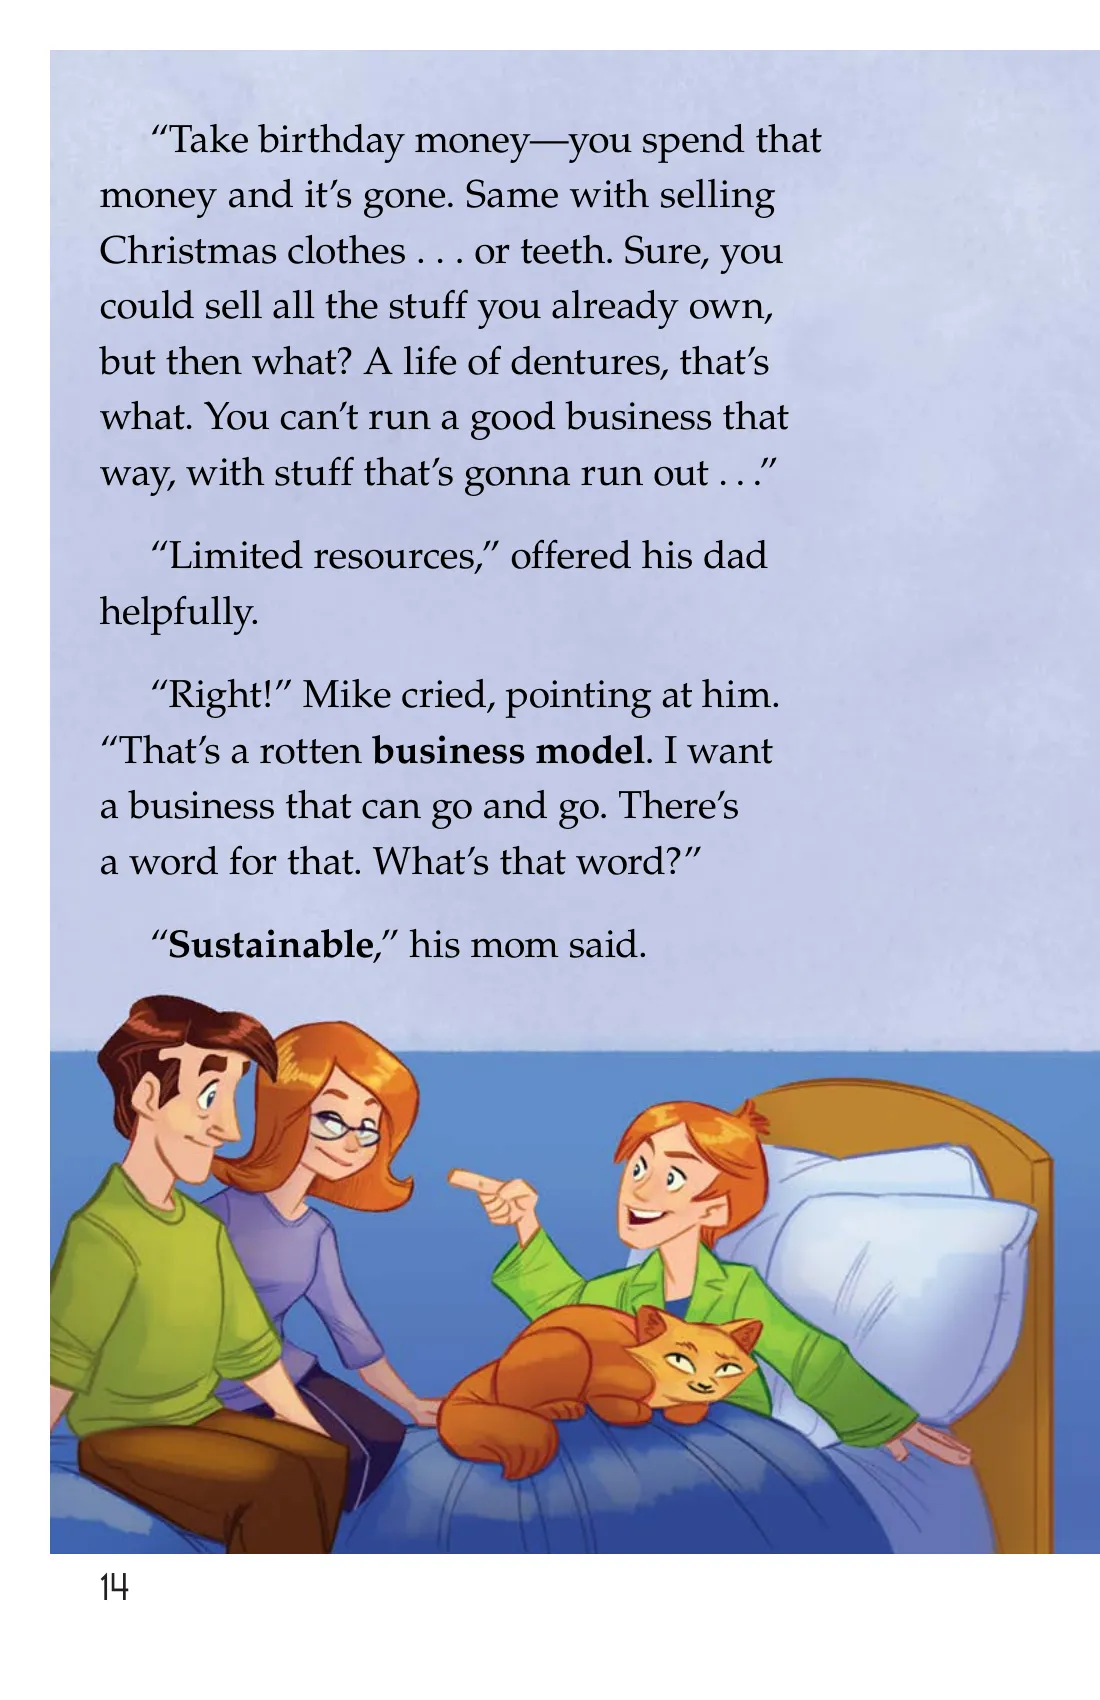 “Take birthday money—you spend that
money and it’s gone. Same with selling
Christmas clothes . . . or teeth. Sure, you
could sell all the stuff you already own,
but then what? A life of dentures, that’s
what. You can’t run a good business that
way, with stuff that’s gonna run out . . .”
“Limited resources,” offered his dad
helpfully.
“Right!” Mike cried, pointing at him.
“That’s a rotten business model. I want
a business that can go and go. There’s
a word for that. What’s that word?”
“Sustainable,” his mom said.
14